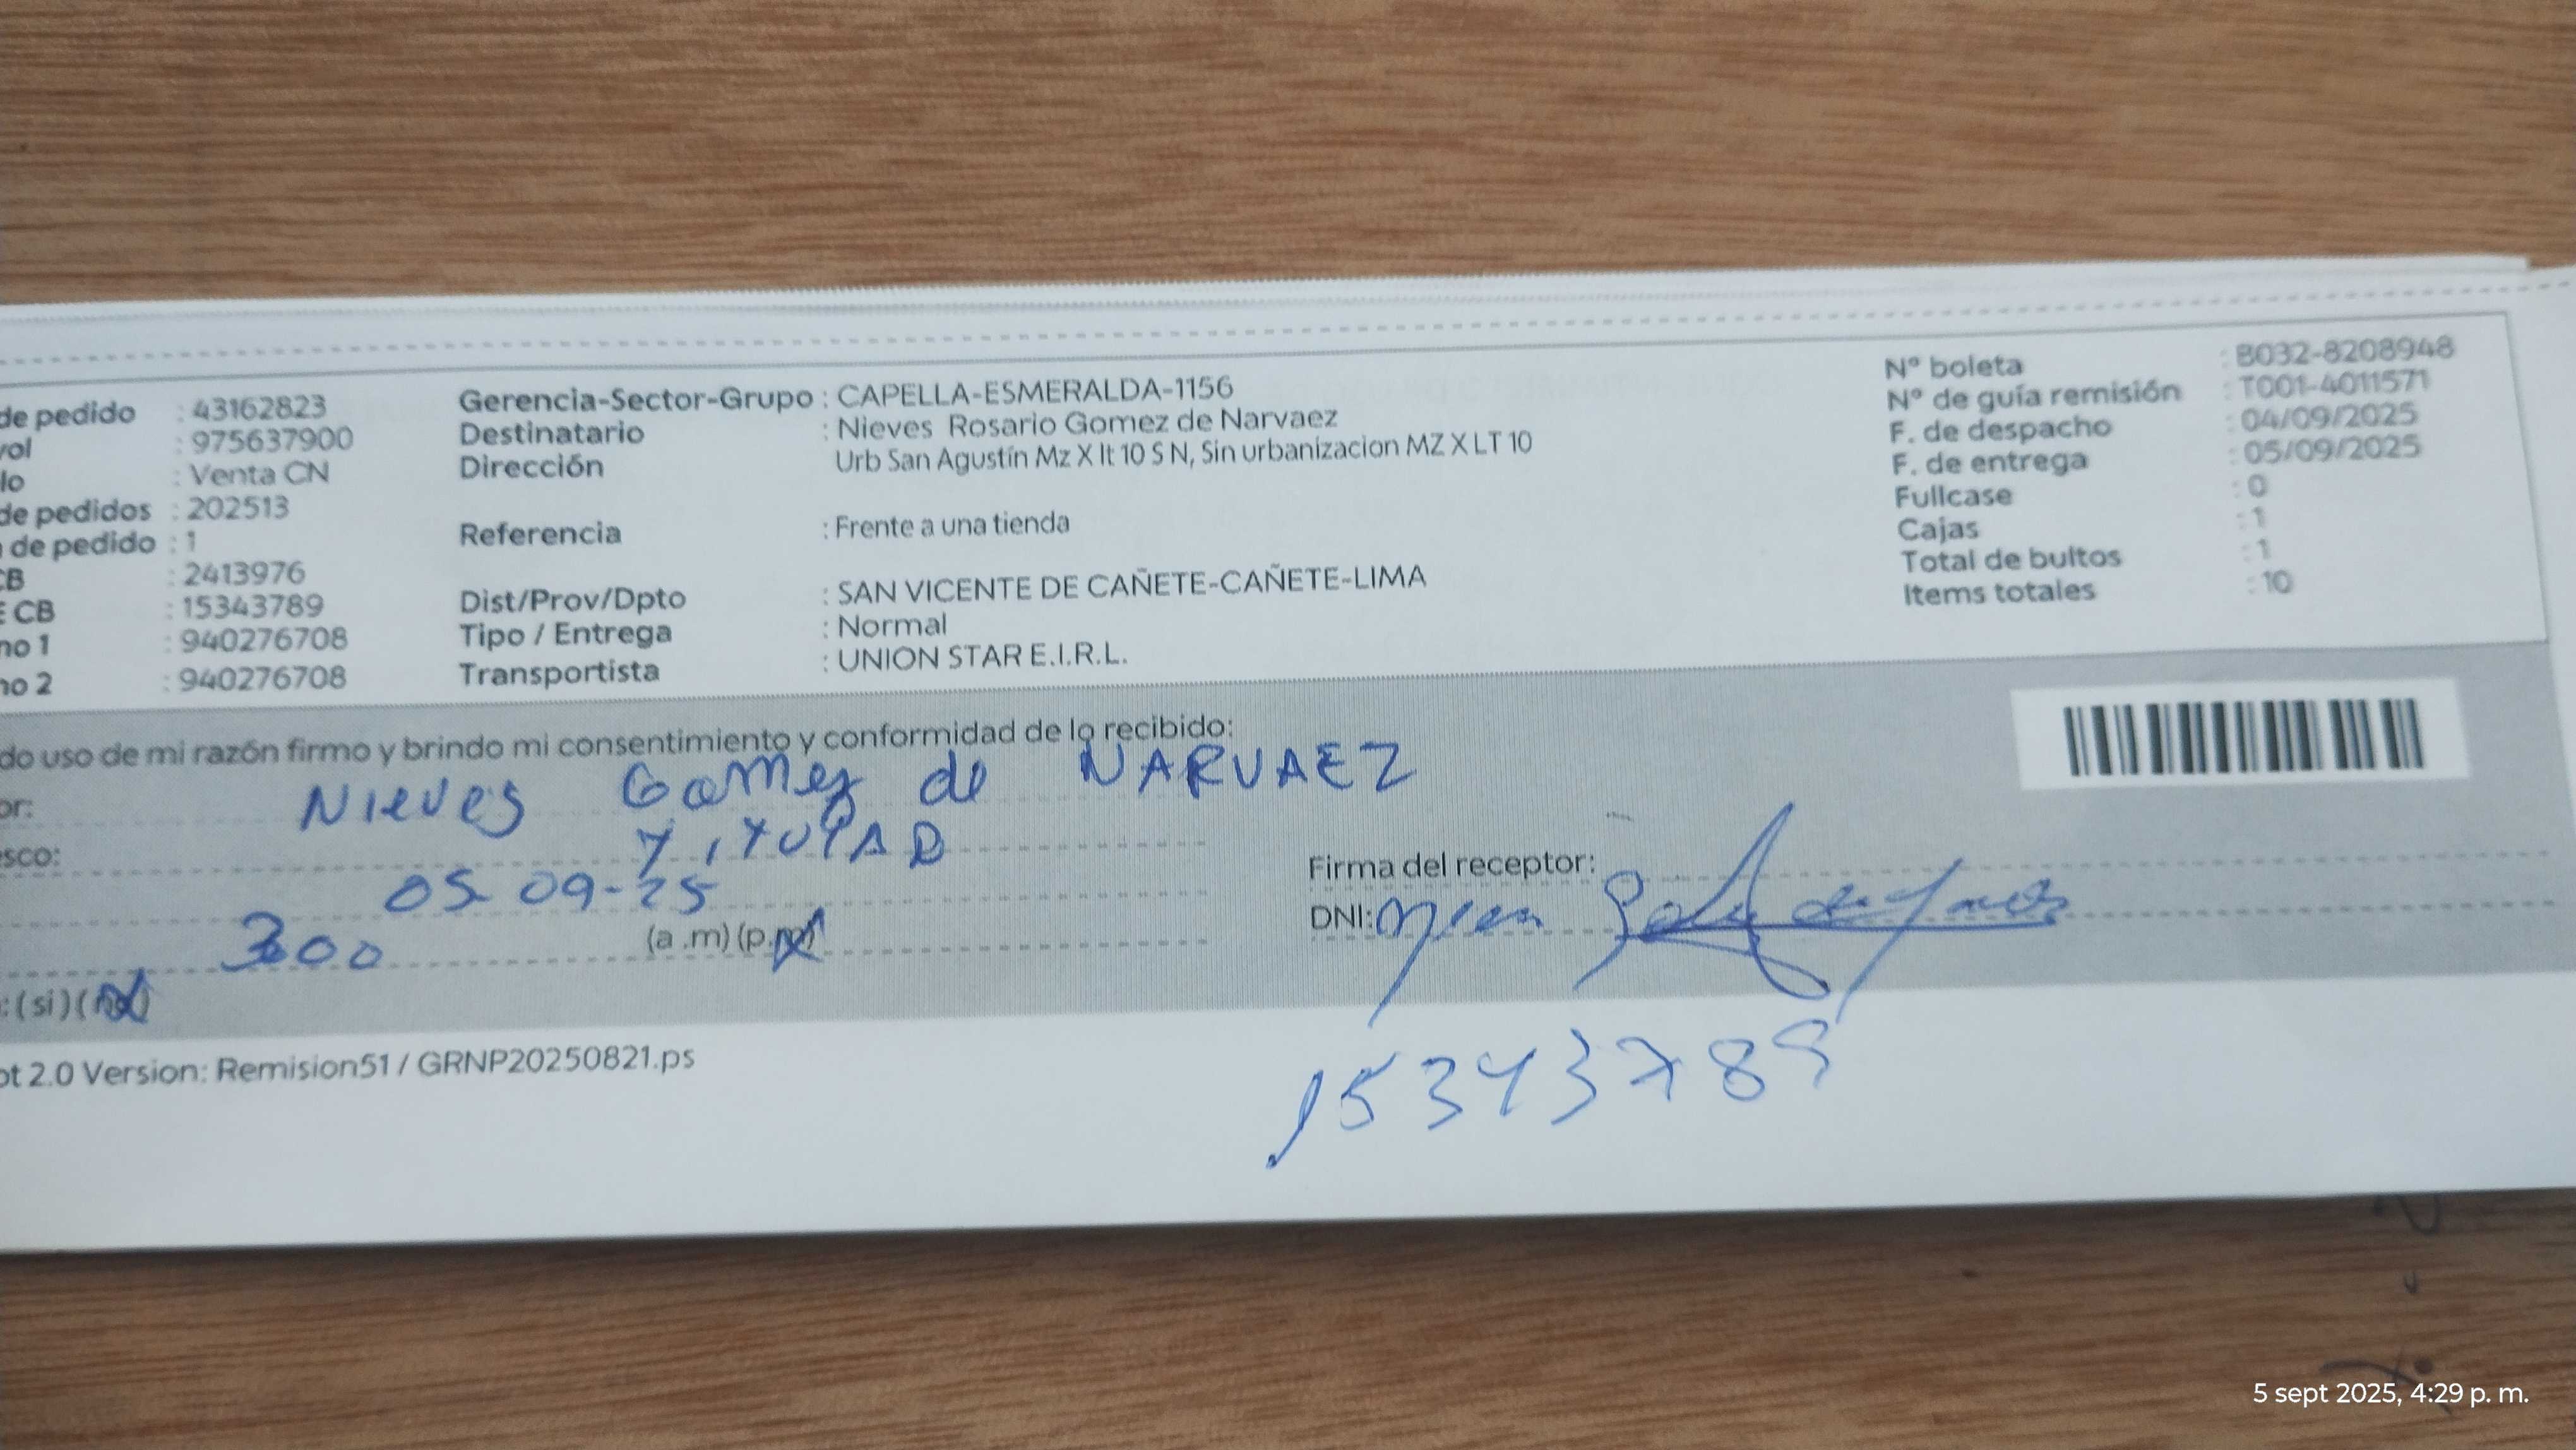 de pedido : 43162823
vol : 975637900
lo : Venta CN
de pedidos : 202513
de pedido : 1
CB : 2413976
E CB : 15343789
no 1 : 940276708
no 2 : 940276708
Gerencia-Sector-Grupo : CAPELLA-ESMERALDA-1156
Destinatario : Nieves Rosario Gomez de Narvaez
Dirección Urb San Agustín Mz X lt 10 S N, Sin urbanizacion MZ X LT 10
Referencia : Frente a una tienda
Dist/Prov/Dpto : SAN VICENTE DE CAÑETE-CAÑETE-LIMA
Tipo / Entrega : Normal
Transportista : UNION STAR E.I.R.L.
Nº boleta : B032-8208948
Nº de guía remisión : T001-4011571
F. de despacho : 04/09/2025
F. de entrega : 05/09/2025
Fullcase : 0
Cajas : 1
Total de bultos : 1
Items totales : 10
do uso de mi razón firmo y brindo mi consentimiento y conformidad de lo recibido:
or: Nieves Gomez de NARVAEZ
esco:
05-09-25
300 (a .m) (p.m)
: (si) (no)
Firma del receptor:
DNI:
15343789
pt 2.0 Version: Remision51 / GRNP20250821.ps
5 sept 2025, 4:29 p. m.